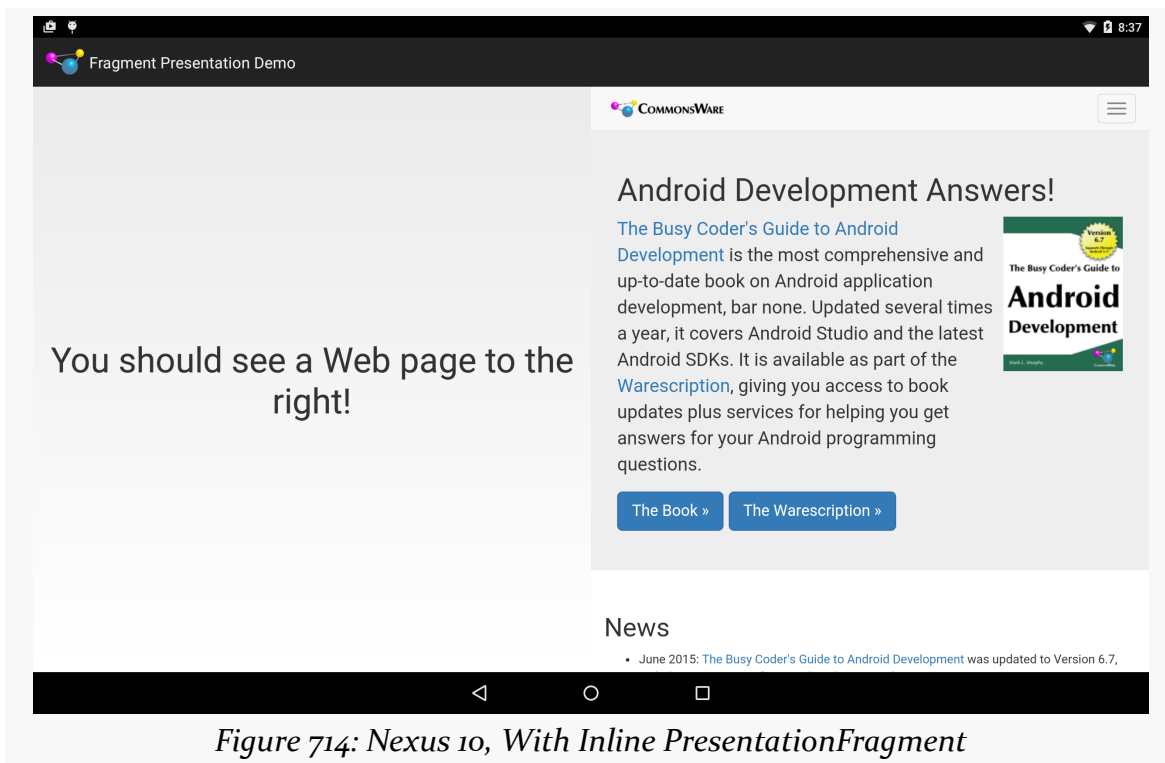 8:37
Fragment Presentation Demo
You should see a Web page to the
right!
COMMONSWARE
Android Development Answers!
The Busy Coder's Guide to Android
Development is the most comprehensive and
up-to-date book on Android application
development, bar none. Updated several times
a year, it covers Android Studio and the latest
Android SDKs. It is available as part of the
Warescription, giving you access to book
updates plus services for helping you get
answers for your Android programming
questions.
Version
6.7
The Busy Coder's Guide to
Android
Development
Mark L. Murphy
The Book »
The Warescription »
News
• June 2015: The Busy Coder's Guide to Android Development was updated to Version 6.7,
Figure 714: Nexus 10, With Inline PresentationFragment